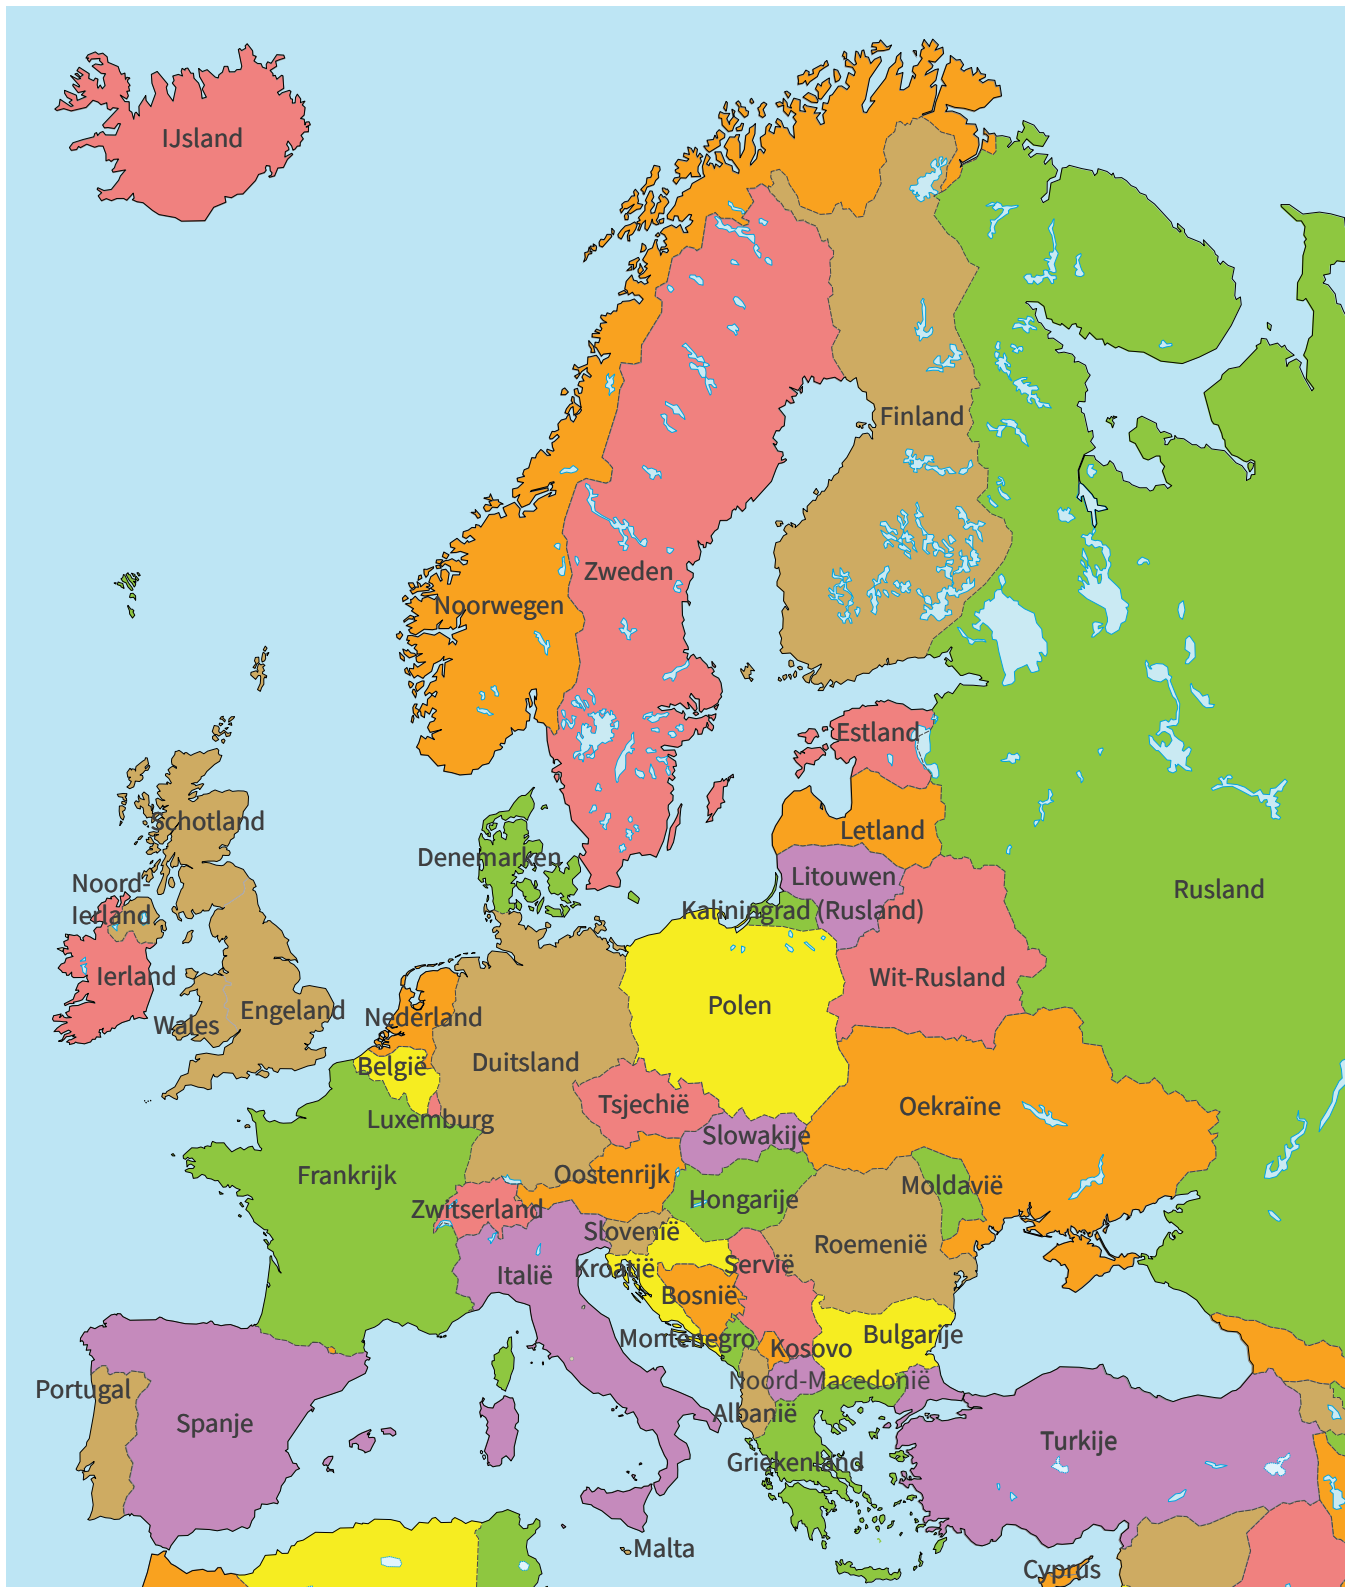 IJsland
Finland
Zweden
Noorwegen
Estland
Schotland
Letland
Denemarken
Litouwen
Noord-
Ierland
Rusland
Kaliningrad (Rusland)
Ierland
Wit-Rusland
Engeland
Polen
Nederland
Wales
Duitsland
België
Tsjechië
Oekraïne
Luxemburg
Slowakije
Frankrijk
Oostenrijk
Moldavië
Hongarije
Zwitserland
Slovenië
Roemenië
Servië
Kroatië
Italië
Bosnië
Montenegro
Bulgarije
Kosovo
Noord-Macedonië
Portugal
Albanië
Spanje
Turkije
Griekenland
Malta
Cyprus